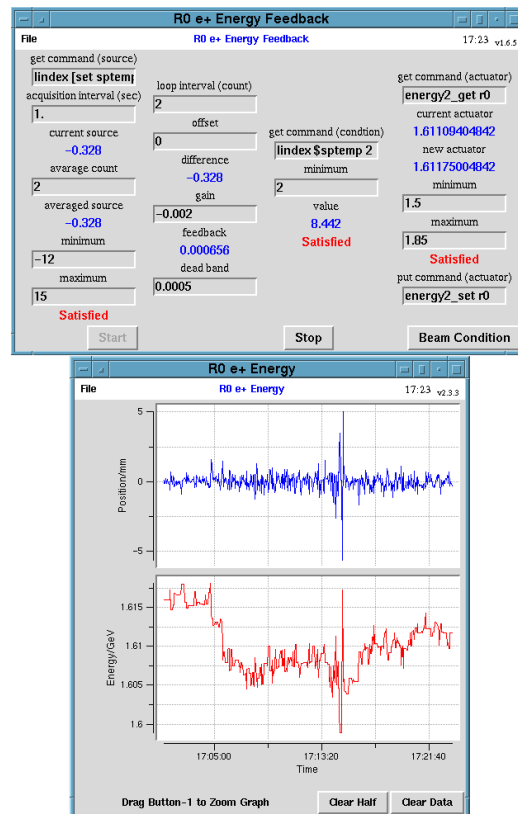 R0 e+ Energy Feedback
File R0 e+ Energy Feedback 17:23 v1.6.5
get command (source)
lindex [set sptemp
acquisition interval (sec)
1.
current source
-0.328
avarage count
2
averaged source
-0.328
minimum
-12
maximum
15
Satisfied
loop interval (count)
2
offset
0
difference
-0.328
gain
-0.002
feedback
0.000656
dead band
0.0005
get command (condtion)
lindex $sptemp 2
minimum
2
value
8.442
Satisfied
get command (actuator)
energy2_get r0
current actuator
1.61109404842
new actuator
1.61175004842
minimum
1.5
maximum
1.85
Satisfied
put command (actuator)
energy2_set r0
Start Stop Beam Condition
R0 e+ Energy
File R0 e+ Energy 17:23 v2.3.3
Position/mm
5
0
-5
Energy/GeV
1.615
1.61
1.605
1.6
17:05:00 17:13:20 17:21:40
Time
Drag Button-1 to Zoom Graph Clear Half Clear Data